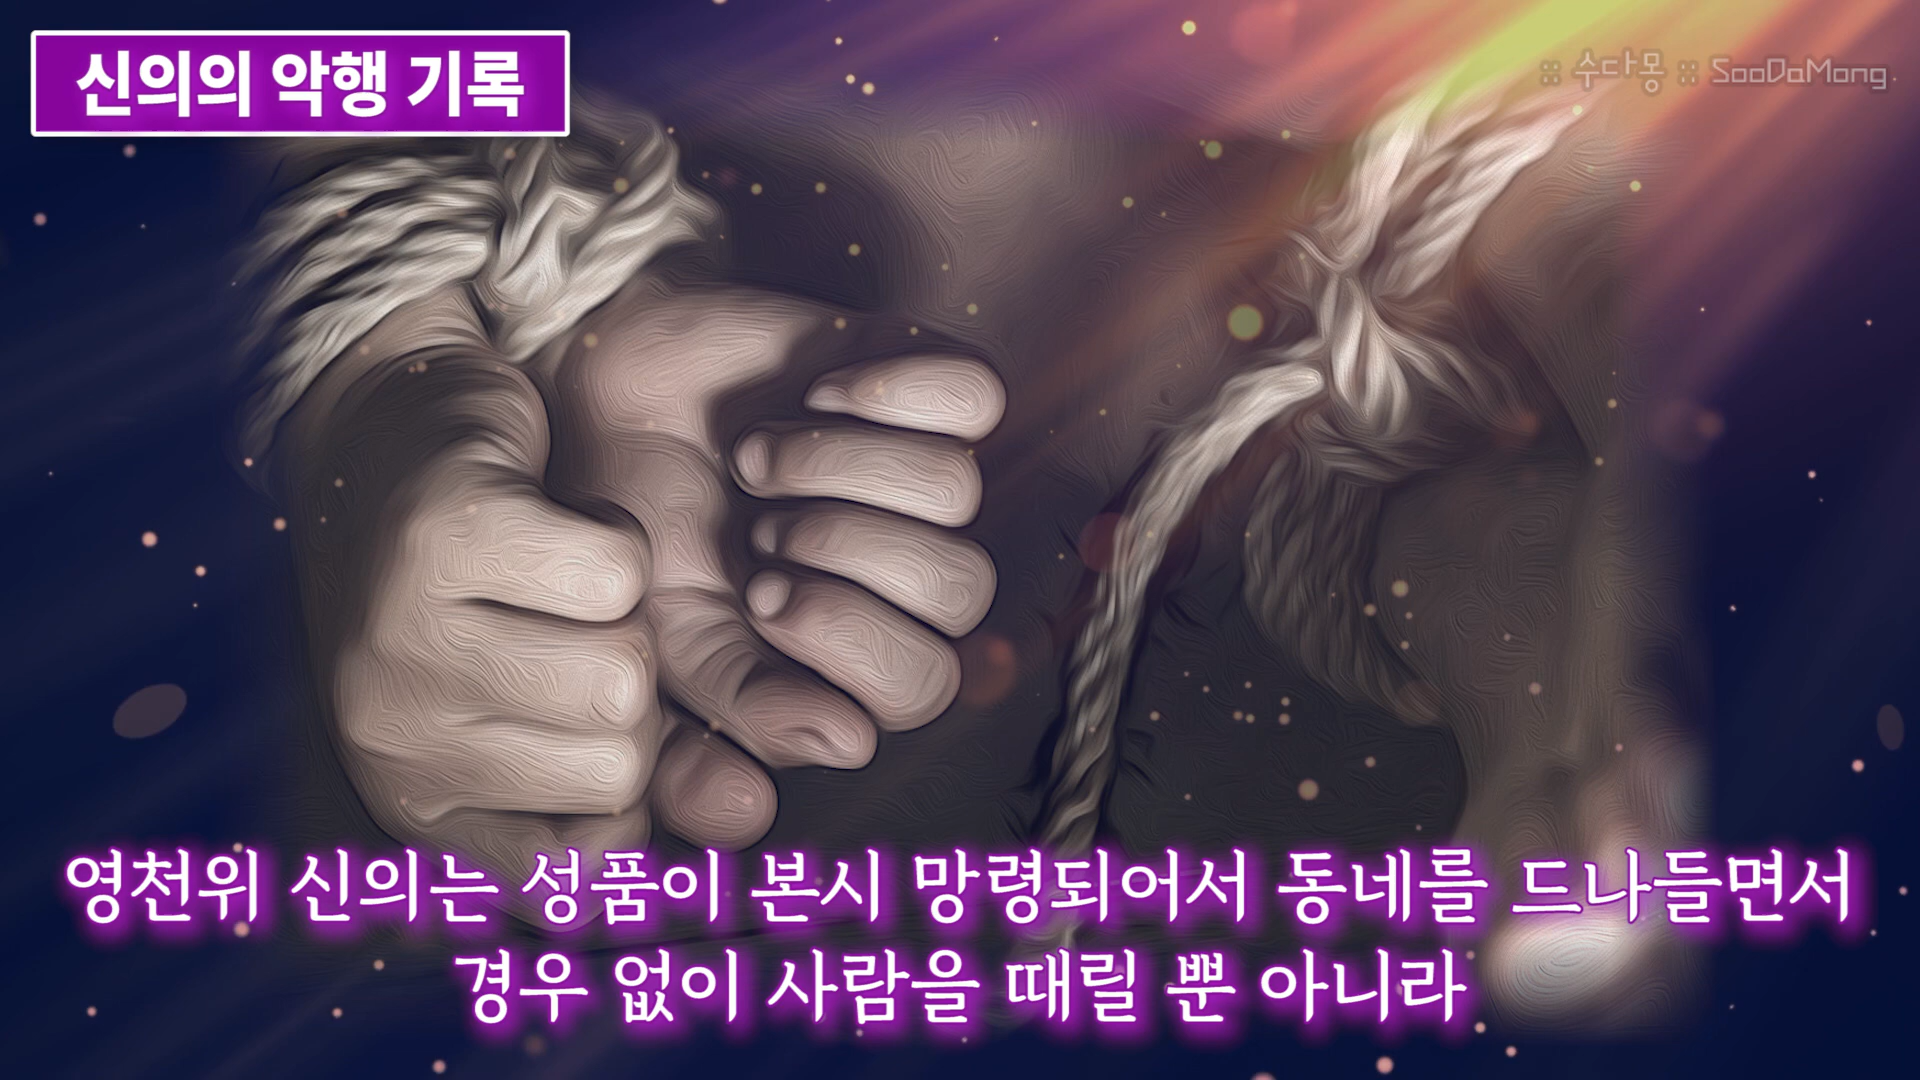 신의의 악행 기록
:: 수다몽 :: SooDaMong
영천위 신의는 성품이 본시 망령되어서 동네를 드나들면서
경우 없이 사람을 때릴 뿐 아니라